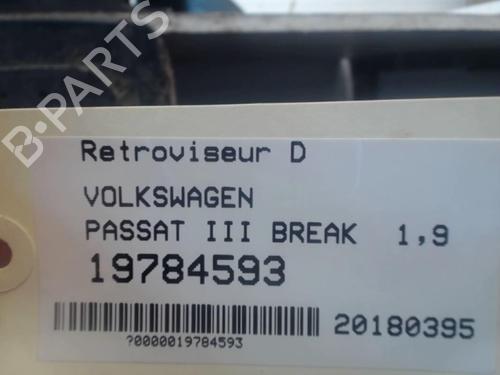 B-PARTS
Retroviseur D
VOLKSWAGEN
PASSAT III BREAK 1,9
19784593
20180395
?0000019784593